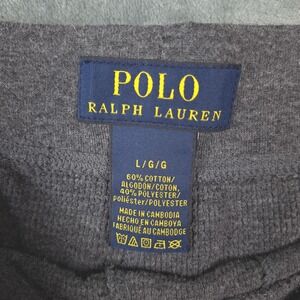 POLO
RALPH LAUREN
L/G/G
60% COTTON/
ALGODÓN/COTON,
40% POLYESTER/
poliéster/POLYESTER
MADE IN CAMBODIA
HECHO EN CAMBOYA
FABRIQUÉ AU CAMBODGE